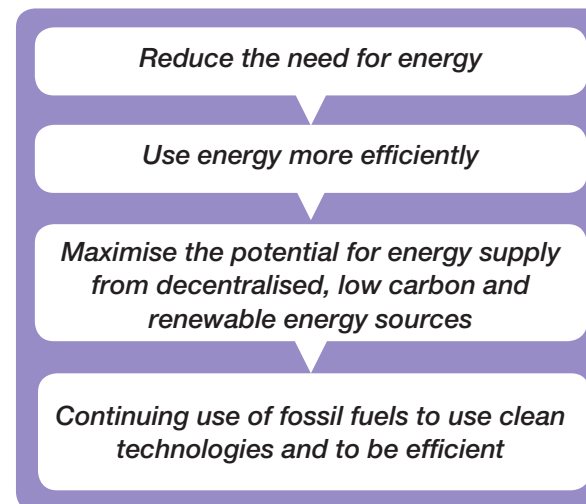 Reduce the need for energy
Use energy more efficiently
Maximise the potential for energy supply
from decentralised, low carbon and
renewable energy sources
Continuing use of fossil fuels to use clean
technologies and to be efficient